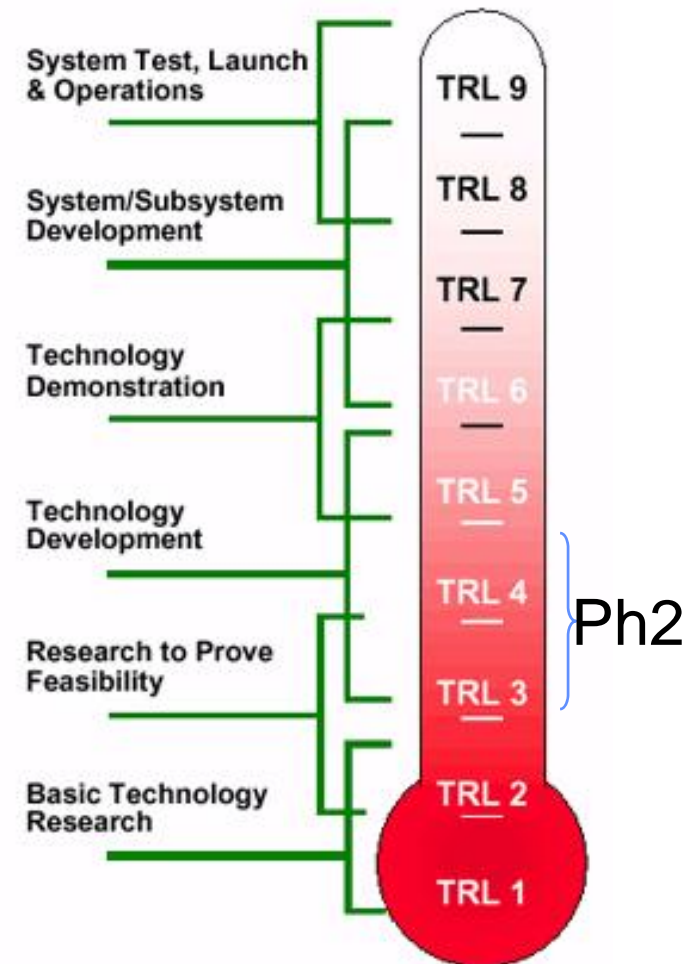 System Test, Launch
& Operations
System/Subsystem
Development
Technology
Demonstration
Technology
Development
Research to Prove
Feasibility
Basic Technology
Research
TRL 9
TRL 8
TRL 7
TRL 6
TRL 5
TRL 4
TRL 3
TRL 2
TRL 1
Ph2